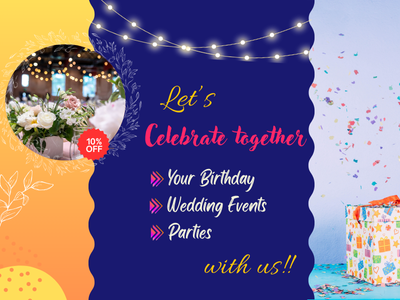 Let's
Celebrate together
Your Birthday
Wedding Events
Parties
with us!!
10%
OFF